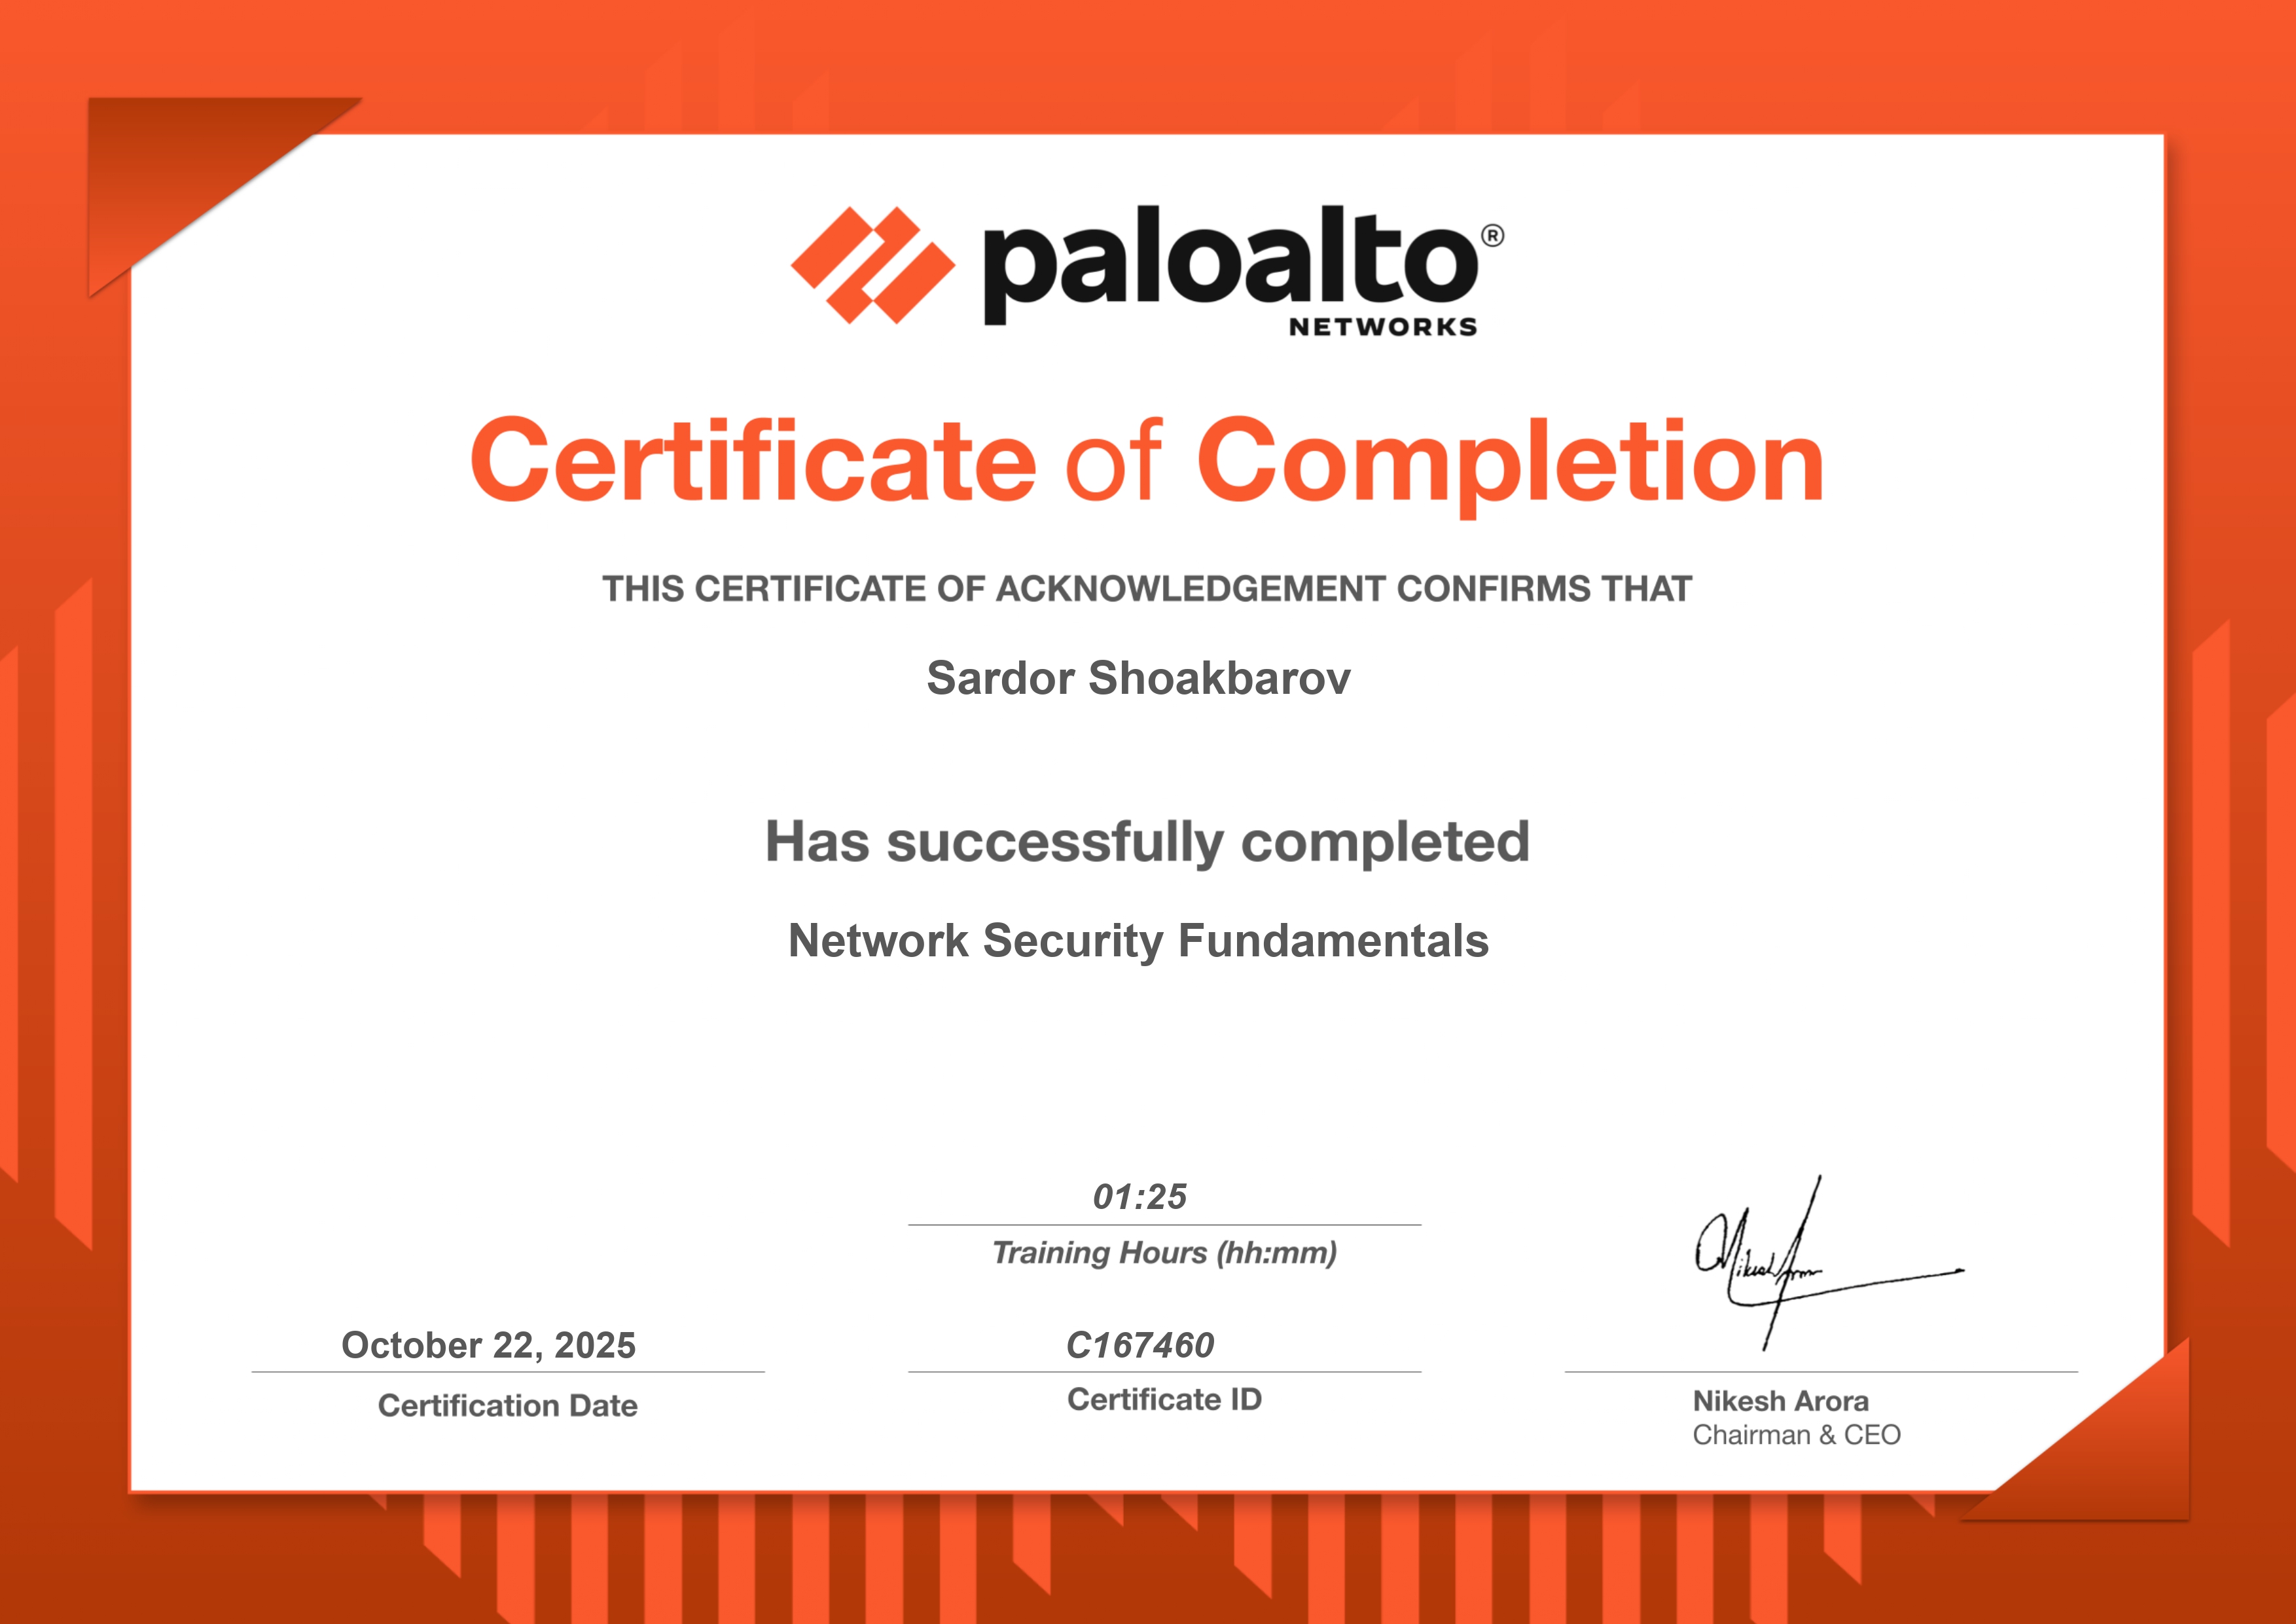 paloalto®
NETWORKS
Certificate of Completion
THIS CERTIFICATE OF ACKNOWLEDGEMENT CONFIRMS THAT
Sardor Shoakbarov
Has successfully completed
Network Security Fundamentals
01:25
Training Hours (hh:mm)
October 22, 2025
Certification Date
C167460
Certificate ID
Nikesh Arora
Nikesh Arora
Chairman & CEO